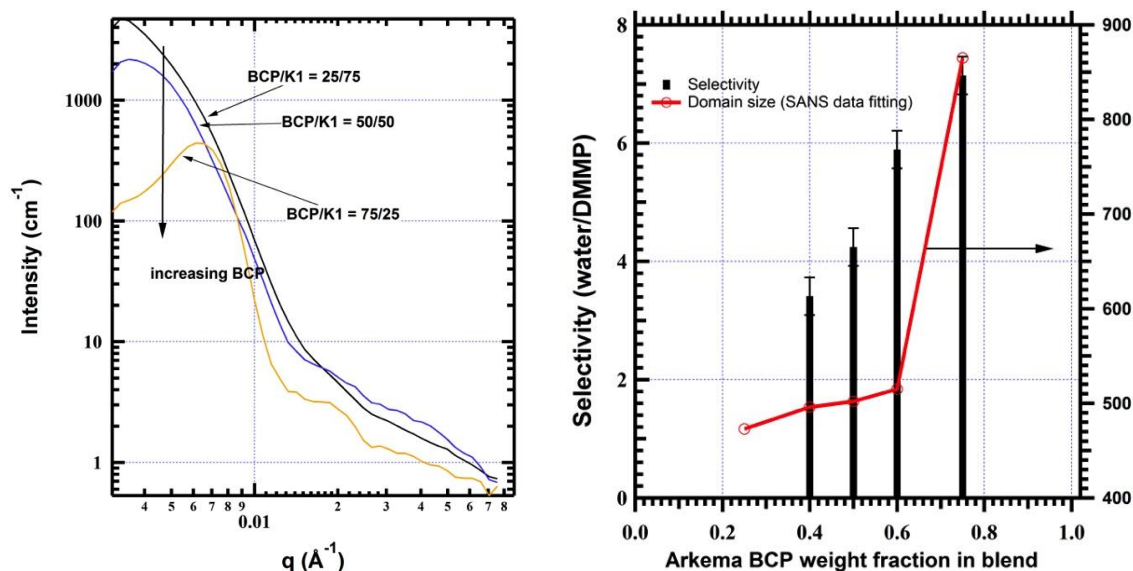 1000
100
10
1
Intensity (cm⁻¹)
BCP/K1 = 25/75
BCP/K1 = 50/50
BCP/K1 = 75/25
increasing BCP
4 5 6 7 8 9 2 3 4 5 6 7 8
0.01
q (Å⁻¹)
8
6
4
2
0
Selectivity (water/DMMP)
Selectivity
Domain size (SANS data fitting)
900
800
700
600
500
400
0.0 0.2 0.4 0.6 0.8 1.0
Arkema BCP weight fraction in blend